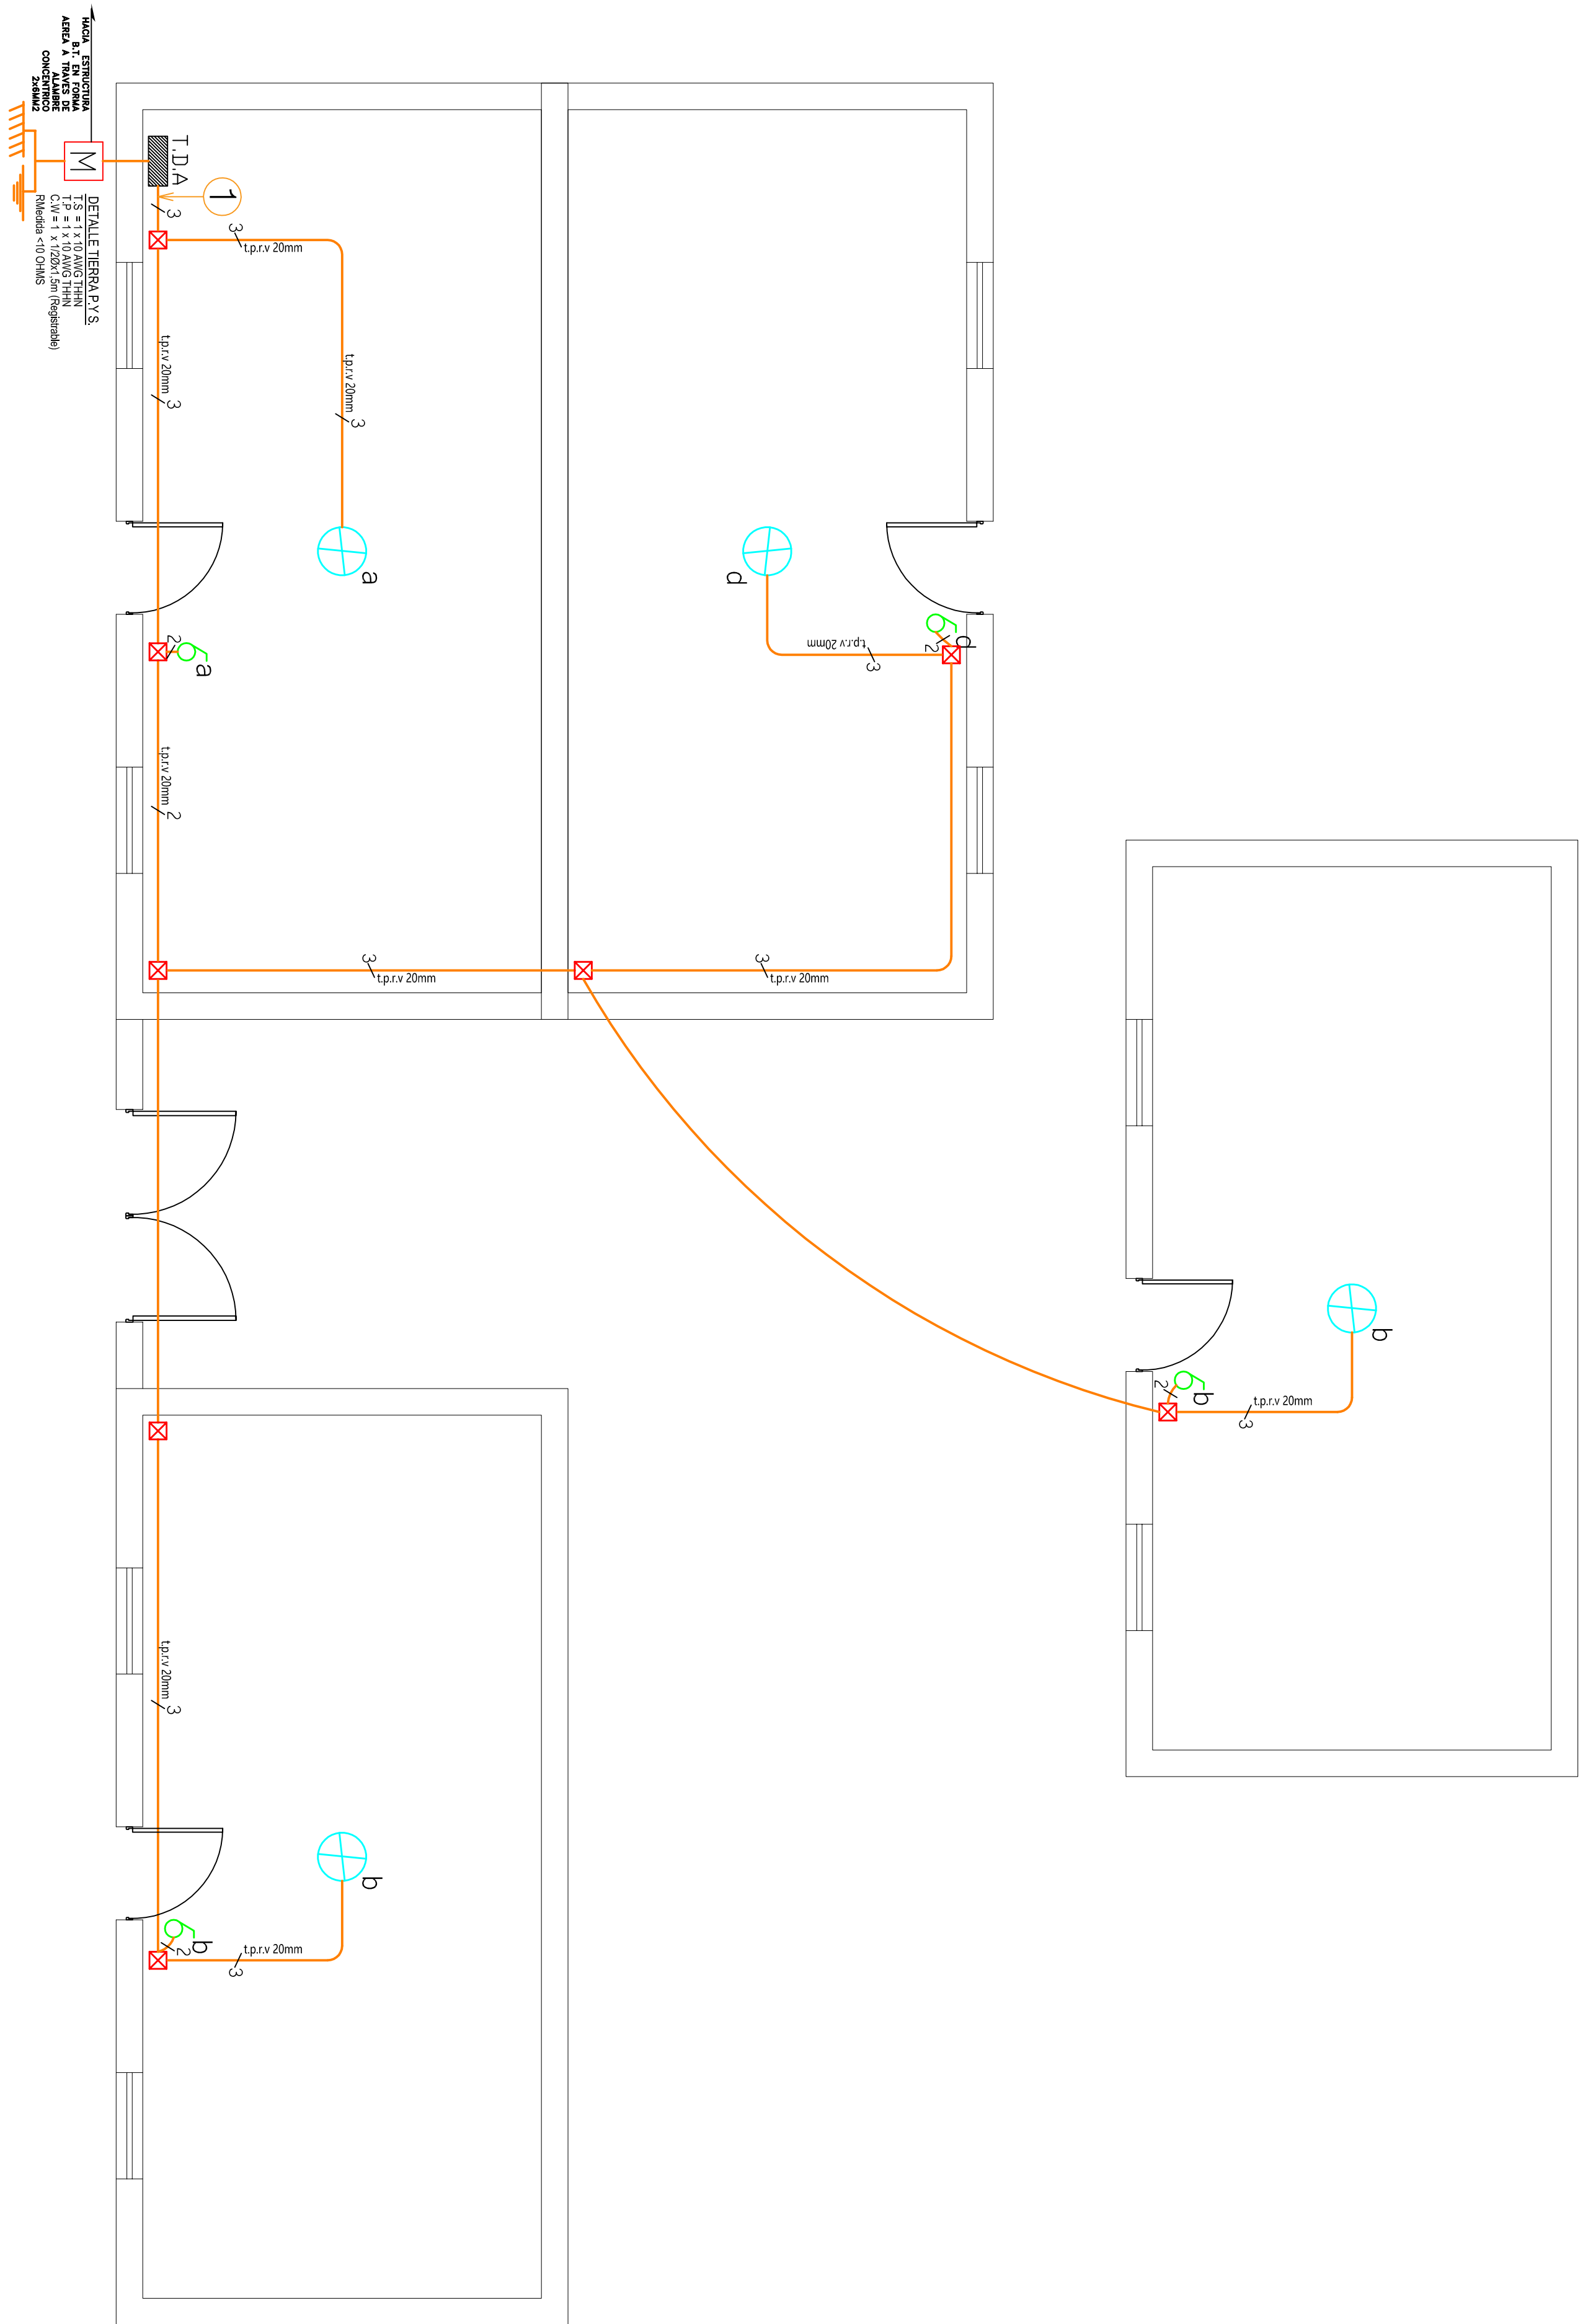 HACIA ESTRUCTURA
B.T. EN FORMA
AEREA A TRAVES DE
ALAMBRE
CONCENTRICO
2x6MM2
M
T.D.A
1
DETALLE TIERRA P.Y S.
T.S = 1 x 10 AWG THHN
T.P = 1 x 10 AWG THHN
C.W = 1 x 1/2Øx1,5m (Registrable)
RMedida <10 OHMS
3
3
t.p.r.v 20mm
t.p.r.v 20mm 3
t.p.r.v 20mm 3
a
2
a
t.p.r.v 20mm 2
d
d
2
t.p.r.v 20mm
3
3
t.p.r.v 20mm
3
t.p.r.v 20mm
b
b
2
t.p.r.v 20mm
3
t.p.r.v 20mm 3
b
b
2
t.p.r.v 20mm
3